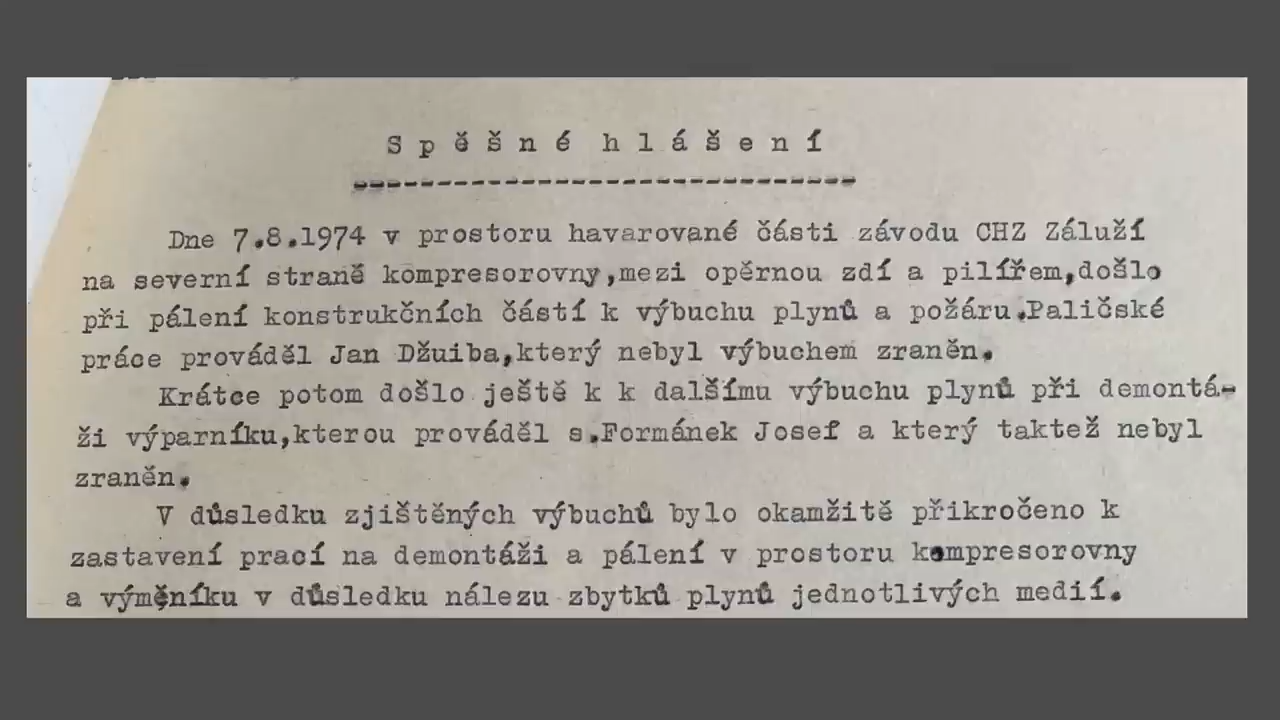 Spěšné hlášení
------------------------------
Dne 7.8.1974 v prostoru havarované části závodu CHZ Záluží
na severní straně kompresorovny,mezi opěrnou zdí a pilířem,došlo
při pálení konstrukčních částí k výbuchu plynů a požáru.Paličské
práce prováděl Jan Džuiba,který nebyl výbuchem zraněn.
Krátce potom došlo ještě k k dalšímu výbuchu plynů při demontá-
ži výparníku,kterou prováděl s.Formánek Josef a který taktež nebyl
zraněn.
V důsledku zjištěných výbuchů bylo okamžitě přikročeno k
zastavení prací na demontáži a pálení v prostoru kompresorovny
a výměníku v důsledku nálezu zbytků plynů jednotlivých medií.